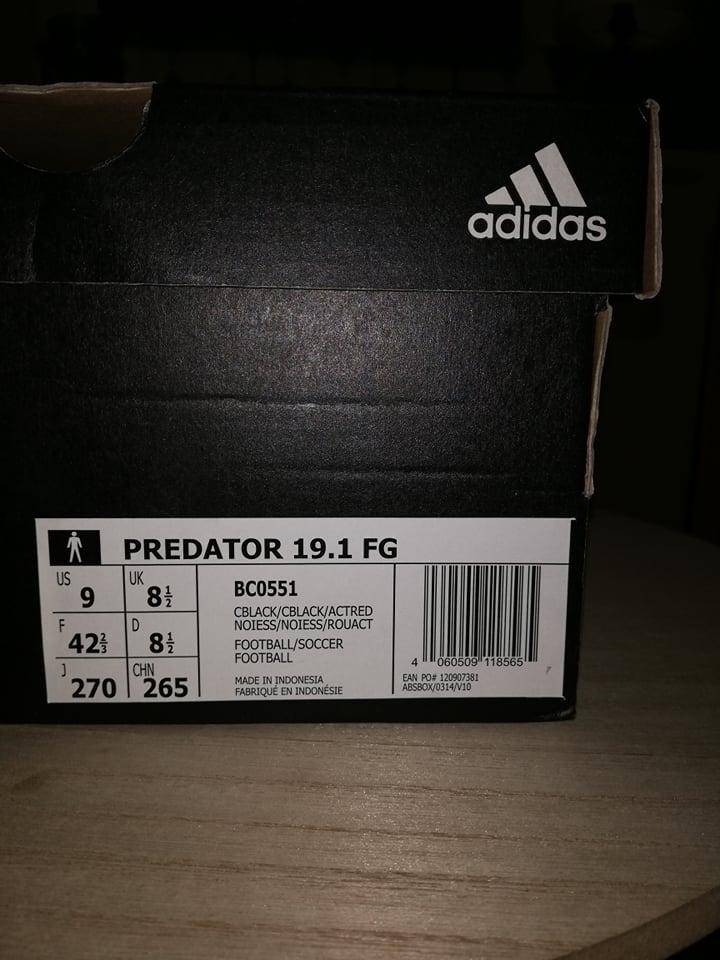 adidas
PREDATOR 19.1 FG
US 9
UK 8½
F 42⅔
D 8½
J 270
CHN 265
BC0551
CBLACK/CBLACK/ACTRED
NOIESS/NOIESS/ROUACT
FOOTBALL/SOCCER
FOOTBALL
MADE IN INDONESIA
FABRIQUÉ EN INDONÉSIE
4 060509 118565
EAN PO# 120907381
ABSBOX/0314/V10